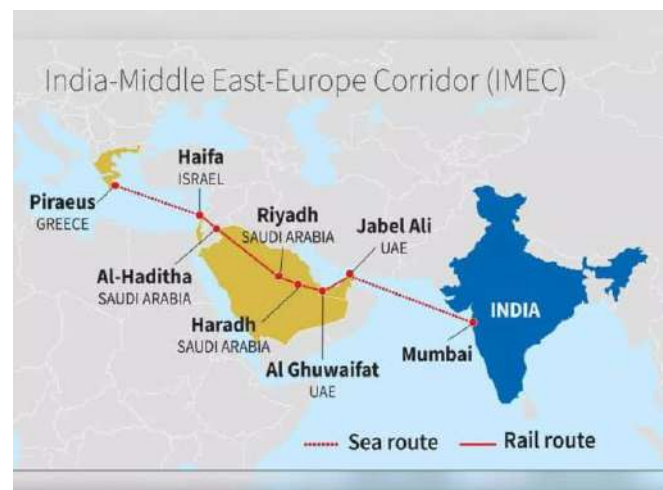 India-Middle East-Europe Corridor (IMEC)
Haifa
ISRAEL
Piraeus
GREECE
Riyadh
SAUDI ARABIA
Jabel Ali
UAE
Al-Haditha
SAUDI ARABIA
INDIA
Haradh
SAUDI ARABIA
Mumbai
Al Ghuwaifat
UAE
Sea route
Rail route